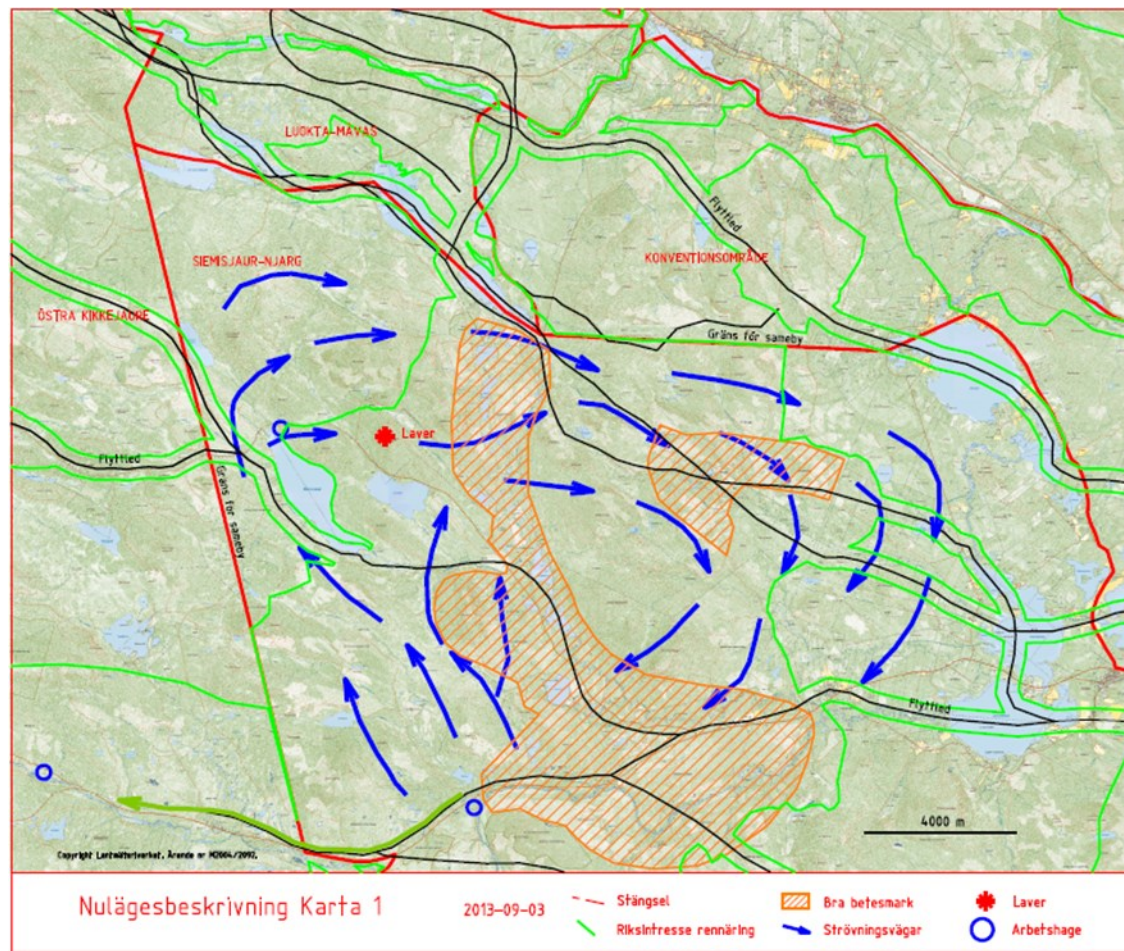 LUOKTA-MAVAS
Flyttled
SIEMISJAUR-NJARG
KONVENTIONSOMRÅDE
ÖSTRA KIKKEJAURE
Gräns för sameby
Laver
Flyttled
Gräns för sameby
Flyttled
4000 m
Copyright Lantmäteriverket, Ärende nr M2004/2092.
Nulägesbeskrivning Karta 1
2013-09-03
Stängsel
Bra betesmark
Laver
Riksintresse rennäring
Strövningsvägar
Arbetshage